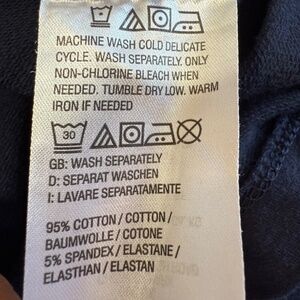 MACHINE WASH COLD DELICATE
CYCLE. WASH SEPARATELY. ONLY
NON-CHLORINE BLEACH WHEN
NEEDED. TUMBLE DRY LOW. WARM
IRON IF NEEDED
30
GB: WASH SEPARATELY
D: SEPARAT WASCHEN
I: LAVARE SEPARATAMENTE
95% COTTON / COTTON /
BAUMWOLLE / COTONE
5% SPANDEX / ELASTANE /
ELASTHAN / ELASTAN